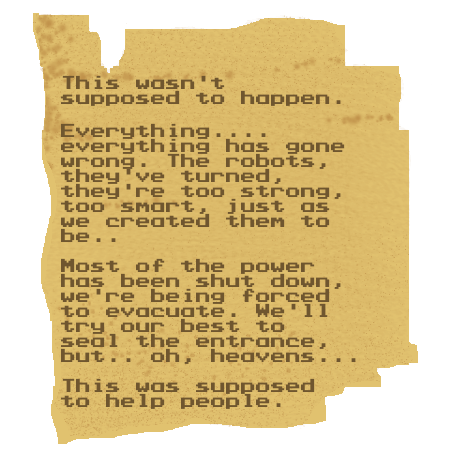 This wasn't
supposed to happen.
Everything....
everything has gone
wrong. The robots,
they've turned,
they're too strong,
too smart, just as
we created them to
be..
Most of the power
has been shut down,
we're being forced
to evacuate. We'll
try our best to
seal the entrance,
but.. oh, heavens...
This was supposed
to help people.